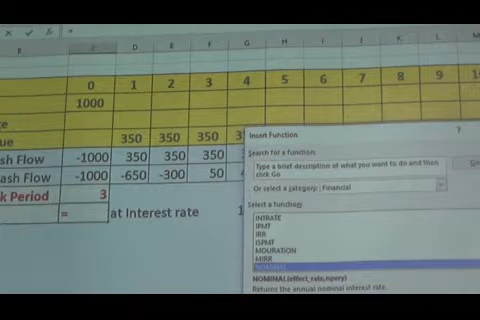 =
B C D E F G H I J K L M
0 1 2 3 4 5 6 7 8 9
1000
ue 350 350 350
sh Flow -1000 350 350 350
ash Flow -1000 -650 -300 50
k Period 3
= at Interest rate
Insert Function
?
Search for a function:
Type a brief description of what you want to do and then
click Go
Or select a category: Financial
Select a function:
INTRATE
IPMT
IRR
ISPMT
MDURATION
MIRR
NOMINAL
NOMINAL(effect_rate,npery)
Returns the annual nominal interest rate.